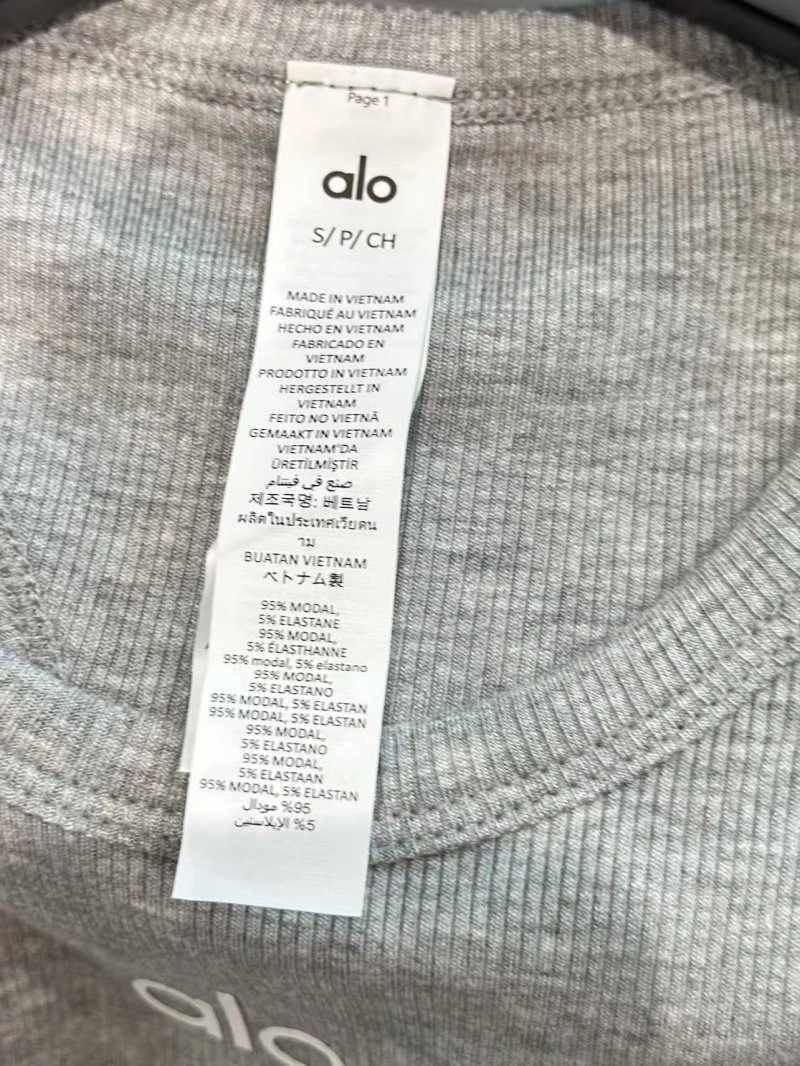 Page 1
alo
S/ P/ CH
MADE IN VIETNAM
FABRIQUÉ AU VIETNAM
HECHO EN VIETNAM
FABRICADO EN
VIETNAM
PRODOTTO IN VIETNAM
HERGESTELLT IN
VIETNAM
FEITO NO VIETNÃ
GEMAAKT IN VIETNAM
VIETNAM'DA
ÜRETİLMİŞTİR
صنع في فيتنام
제조국명: 베트남
ผลิตในประเทศเวียดน
าม
BUATAN VIETNAM
ベトナム製
95% MODAL,
5% ELASTANE
95% MODAL,
5% ÉLASTHANNE
95% modal, 5% elastano
95% MODAL,
5% ELASTANO
95% MODAL, 5% ELASTAN
95% MODAL, 5% ELASTAN
95% MODAL,
5% ELASTANO
95% MODAL,
5% ELASTAAN
95% MODAL, 5% ELASTAN
95% مودال
5% الإيلاستين
alo